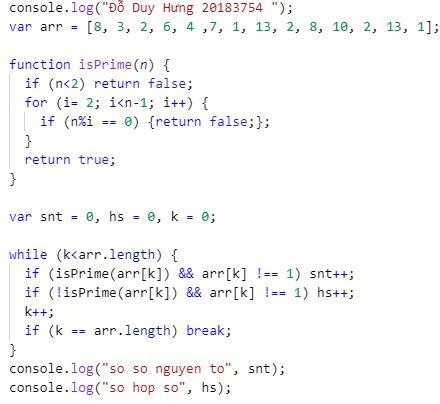 console.log("Đỗ Duy Hưng 20183754 ");
var arr = [8, 3, 2, 6, 4 ,7, 1, 13, 2, 8, 10, 2, 13, 1];
function isPrime(n) {
if (n<2) return false;
for (i= 2; i<n-1; i++) {
if (n%i == 0) {return false;};
}
return true;
}
var snt = 0, hs = 0, k = 0;
while (k<arr.length) {
if (isPrime(arr[k]) && arr[k] !== 1) snt++;
if (!isPrime(arr[k]) && arr[k] !== 1) hs++;
k++;
if (k == arr.length) break;
}
console.log("so so nguyen to", snt);
console.log("so hop so", hs);